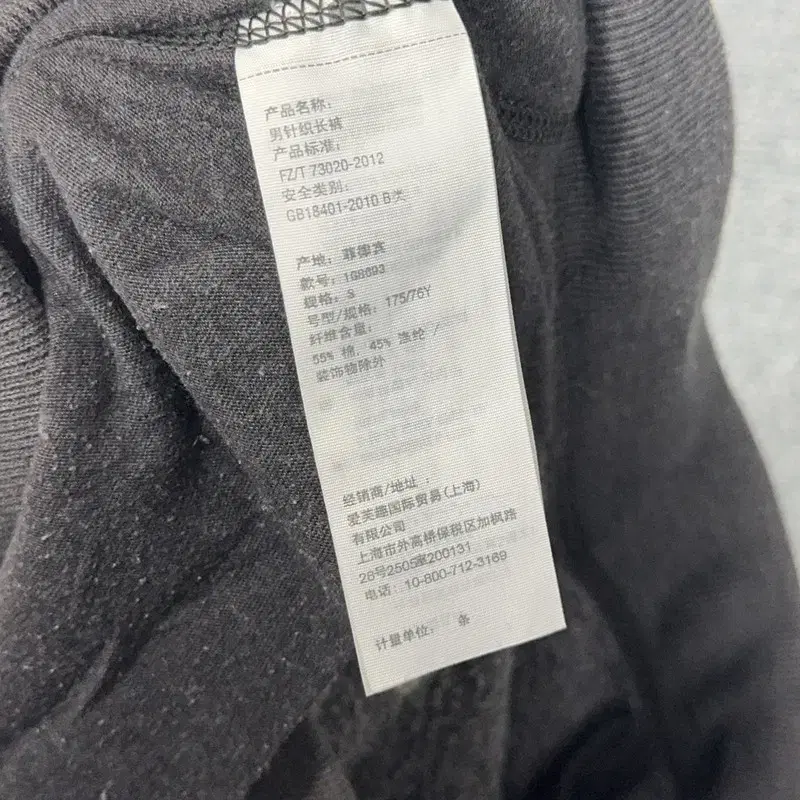 产品名称:
男针织长裤
产品标准:
FZ/T 73020-2012
安全类别:
GB18401-2010 B类
产地: 菲律宾
款号: 198693
规格: S
号型/规格: 175/76Y
纤维含量:
55% 棉, 45% 涤纶 /
装饰物除外
经销商/地址 :
爱芙趣国际贸易(上海)
有限公司
上海市外高桥保税区加枫路
26号2505室200131
电话: 10-800-712-3169
计量单位: 条